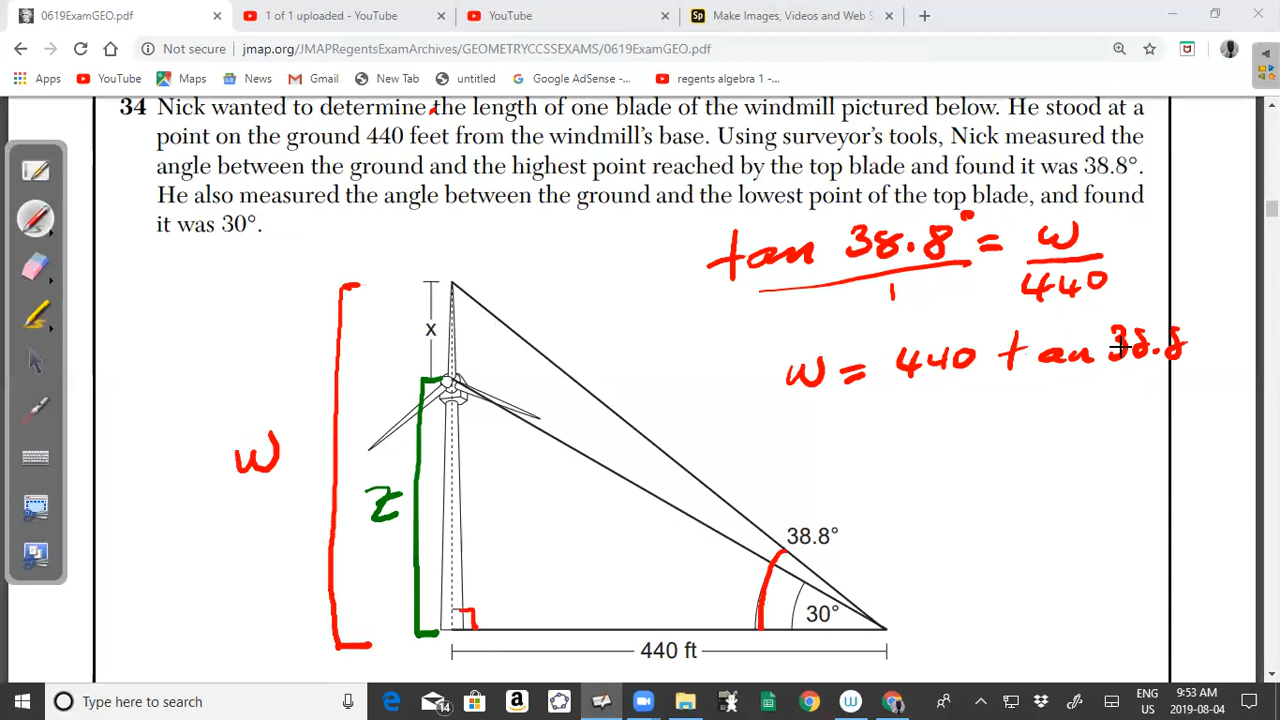 0619ExamGEO.pdf
1 of 1 uploaded - YouTube
YouTube
Make Images, Videos and Web S
Not secure
jmap.org/JMAPRegentsExamArchives/GEOMETRYCCSSEXAMS/0619ExamGEO.pdf
Apps YouTube Maps News Gmail New Tab untitled Google AdSense -... regents algebra 1 -...
34 Nick wanted to determine the length of one blade of the windmill pictured below. He stood at a
point on the ground 440 feet from the windmill's base. Using surveyor's tools, Nick measured the
angle between the ground and the highest point reached by the top blade and found it was 38.8°.
He also measured the angle between the ground and the lowest point of the top blade, and found
it was 30°.
tan 38.8° = w
1 440
w = 440 tan 38.8
x
w
z
38.8°
30°
440 ft
Type here to search
14
ENG
US
9:53 AM
2019-08-04